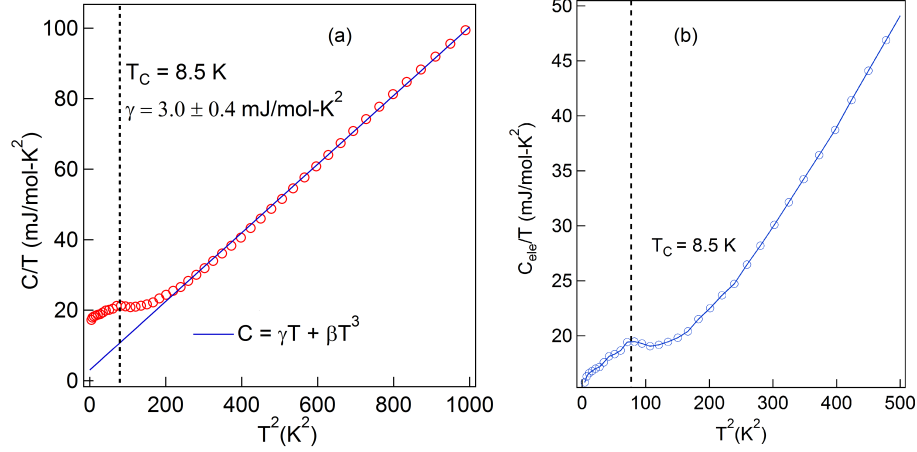 (a)
T_C = 8.5 K
γ = 3.0 ± 0.4 mJ/mol-K²
C = γT + βT³
C/T (mJ/mol-K²)
100
80
60
40
20
0
0 200 400 600 800 1000
T²(K²)
(b)
T_C = 8.5 K
C_ele/T (mJ/mol-K²)
50
45
40
35
30
25
20
0 100 200 300 400 500
T²(K²)